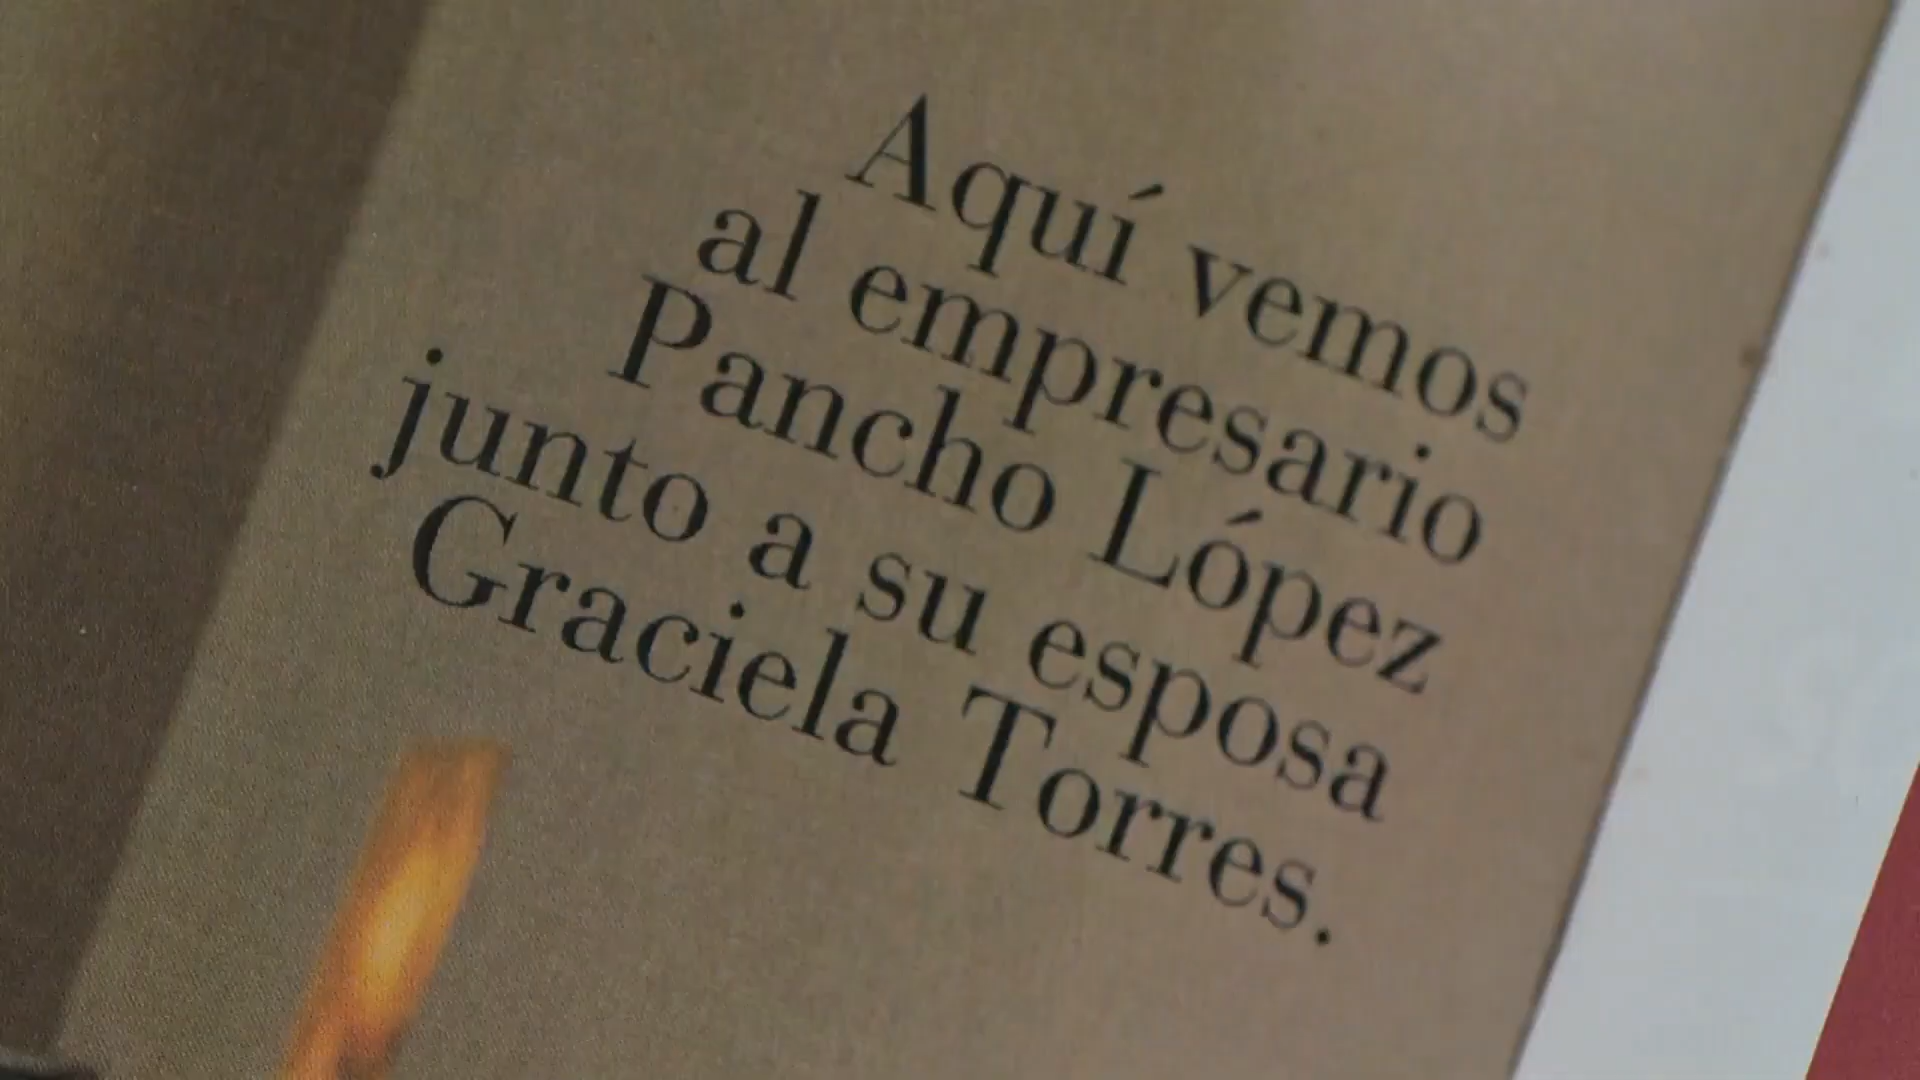 Aquí vemos
al empresario
Pancho López
junto a su esposa
Graciela Torres.